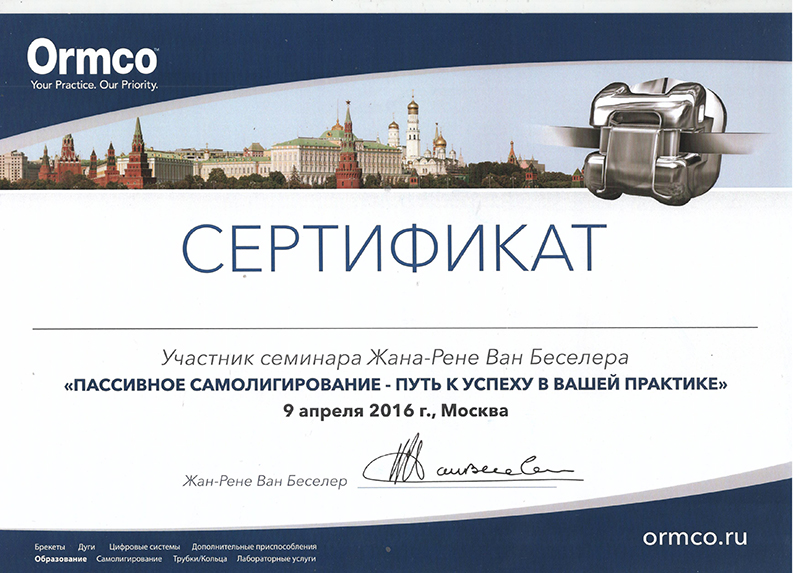 Ormco™
Your Practice. Our Priority.
СЕРТИФИКАТ
Участник семинара Жана-Рене Ван Беселера
«ПАССИВНОЕ САМОЛИГИРОВАНИЕ - ПУТЬ К УСПЕХУ В ВАШЕЙ ПРАКТИКЕ»
9 апреля 2016 г., Москва
Жан-Рене Ван Беселер
ormco.ru
Брекеты Дуги Цифровые системы Дополнительные приспособления
Образование Самолигирование Трубки/Кольца Лабораторные услуги